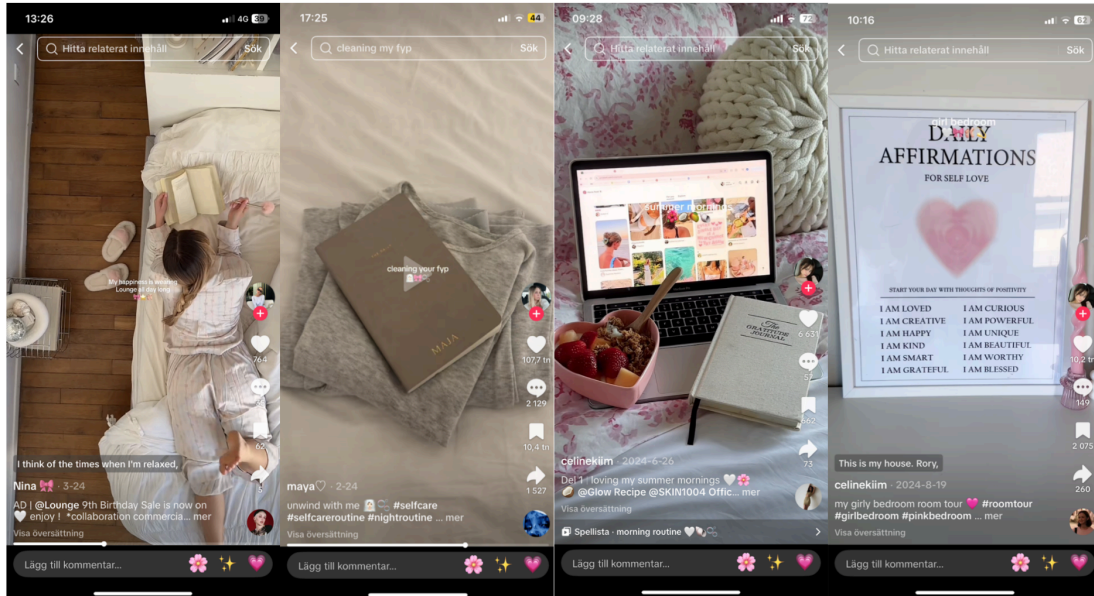 13:26
4G 39
Hitta relaterat innehåll
Sök
My happiness is wearing
Lounge all day long
764
62
3
I think of the times when I'm relaxed,
Nina 🎀 · 3-24
AD | @Lounge 9th Birthday Sale is now on
🤍 enjoy ! *collaboration commercia... mer
Visa översättning
Lägg till kommentar...
17:25
44
cleaning my fyp
Sök
cleaning your fyp
MAJA
107,7 tn
2 129
10,4 tn
1 527
maya♡ · 2-24
unwind with me #selfcare
#selfcareroutine #nightroutine ... mer
Visa översättning
Lägg till kommentar...
09:28
72
Hitta relaterat innehåll
Sök
summer mornings
The
GRATITUDE
JOURNAL
6 631
57
662
73
celinekiim · 2024-6-26
Del 1 : loving my summer mornings
@Glow Recipe @SKIN1004 Offic... mer
Visa översättning
Spellista · morning routine
Lägg till kommentar...
10:16
62
Hitta relaterat innehåll
Sök
girl bedroom
DAILY
AFFIRMATIONS
FOR SELF LOVE
START YOUR DAY WITH THOUGHTS OF POSITIVITY
I AM LOVED
I AM CREATIVE
I AM HAPPY
I AM KIND
I AM SMART
I AM GRATEFUL
I AM CURIOUS
I AM POWERFUL
I AM UNIQUE
I AM BEAUTIFUL
I AM WORTHY
I AM BLESSED
10,2 tn
149
2 075
260
This is my house. Rory,
celinekiim · 2024-8-19
my girly bedroom room tour 💗 #roomtour
#girlbedroom #pinkbedroom ... mer
Visa översättning
Lägg till kommentar...